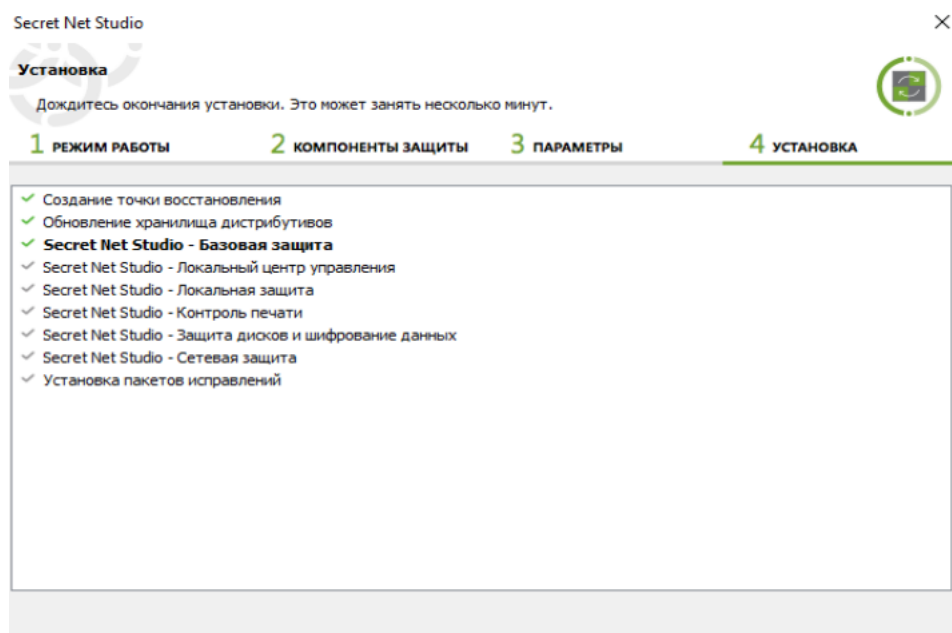 Secret Net Studio
Установка
Дождитесь окончания установки. Это может занять несколько минут.
1 РЕЖИМ РАБОТЫ 2 КОМПОНЕНТЫ ЗАЩИТЫ 3 ПАРАМЕТРЫ 4 УСТАНОВКА
Создание точки восстановления
Обновление хранилища дистрибутивов
Secret Net Studio - Базовая защита
Secret Net Studio - Локальный центр управления
Secret Net Studio - Локальная защита
Secret Net Studio - Контроль печати
Secret Net Studio - Защита дисков и шифрование данных
Secret Net Studio - Сетевая защита
Установка пакетов исправлений